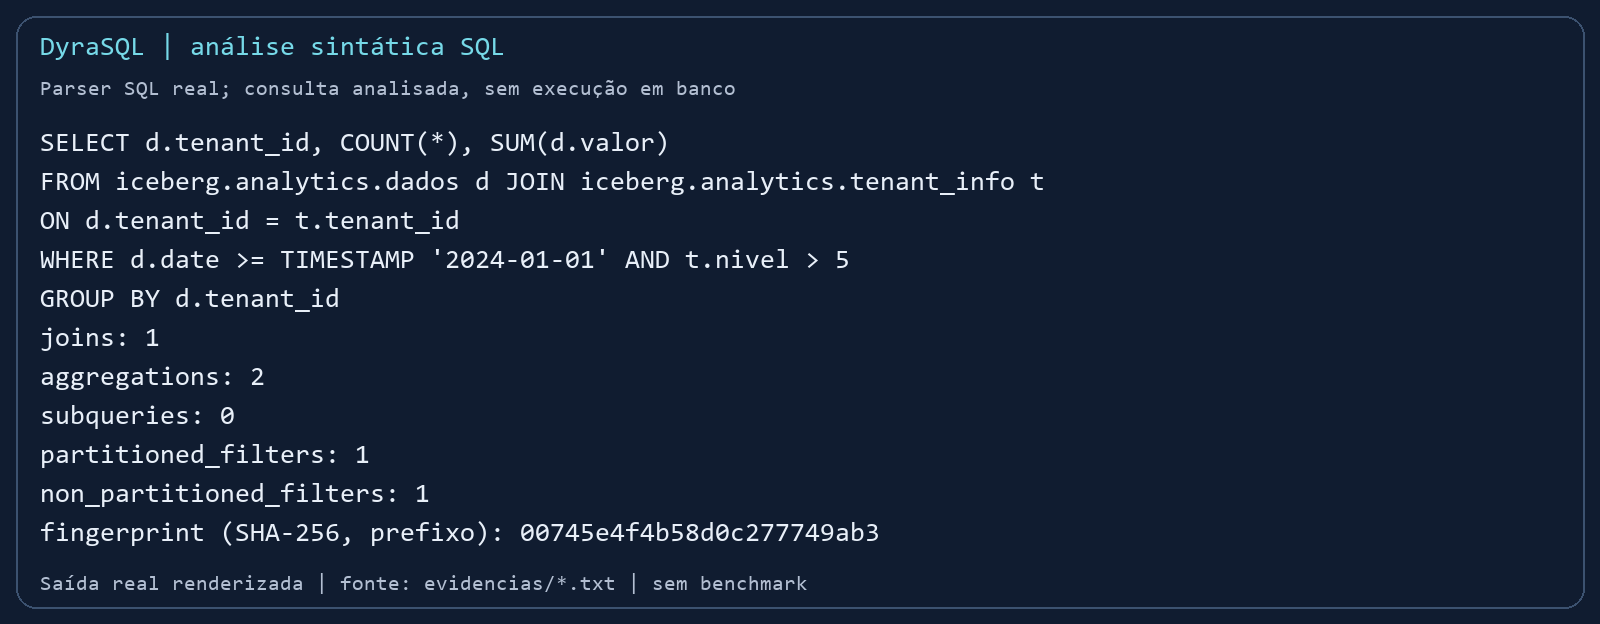 DyraSQL | análise sintática SQL
Parser SQL real; consulta analisada, sem execução em banco
SELECT d.tenant_id, COUNT(*), SUM(d.valor)
FROM iceberg.analytics.dados d JOIN iceberg.analytics.tenant_info t
ON d.tenant_id = t.tenant_id
WHERE d.date >= TIMESTAMP '2024-01-01' AND t.nivel > 5
GROUP BY d.tenant_id
joins: 1
aggregations: 2
subqueries: 0
partitioned_filters: 1
non_partitioned_filters: 1
fingerprint (SHA-256, prefixo): 00745e4f4b58d0c277749ab3
Saída real renderizada | fonte: evidencias/*.txt | sem benchmark